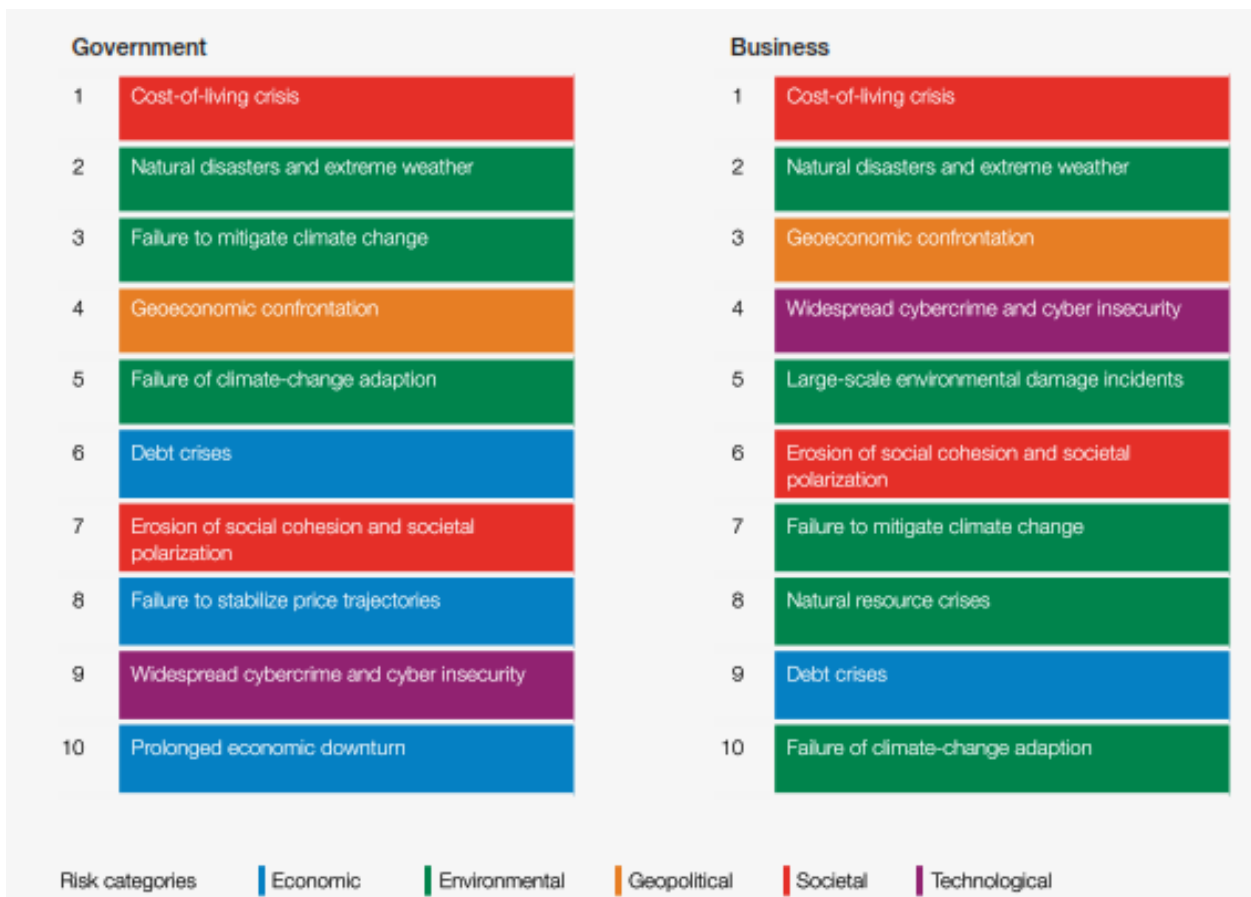 Government
1 Cost-of-living crisis
2 Natural disasters and extreme weather
3 Failure to mitigate climate change
4 Geoeconomic confrontation
5 Failure of climate-change adaption
6 Debt crises
7 Erosion of social cohesion and societal
polarization
8 Failure to stabilize price trajectories
9 Widespread cybercrime and cyber insecurity
10 Prolonged economic downturn
Business
1 Cost-of-living crisis
2 Natural disasters and extreme weather
3 Geoeconomic confrontation
4 Widespread cybercrime and cyber insecurity
5 Large-scale environmental damage incidents
6 Erosion of social cohesion and societal
polarization
7 Failure to mitigate climate change
8 Natural resource crises
9 Debt crises
10 Failure of climate-change adaption
Risk categories Economic Environmental Geopolitical Societal Technological